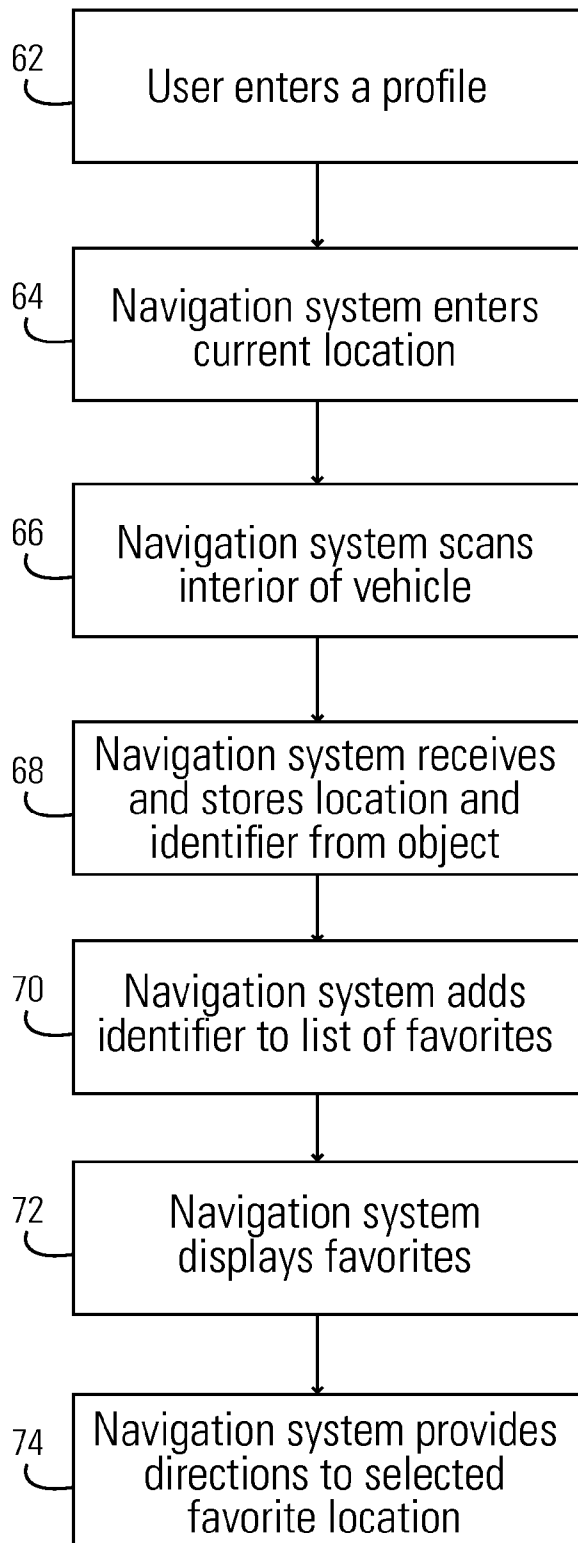 62
User enters a profile
64
Navigation system enters
current location
66
Navigation system scans
interior of vehicle
68
Navigation system receives
and stores location and
identifier from object
70
Navigation system adds
identifier to list of favorites
72
Navigation system
displays favorites
74
Navigation system provides
directions to selected
favorite location